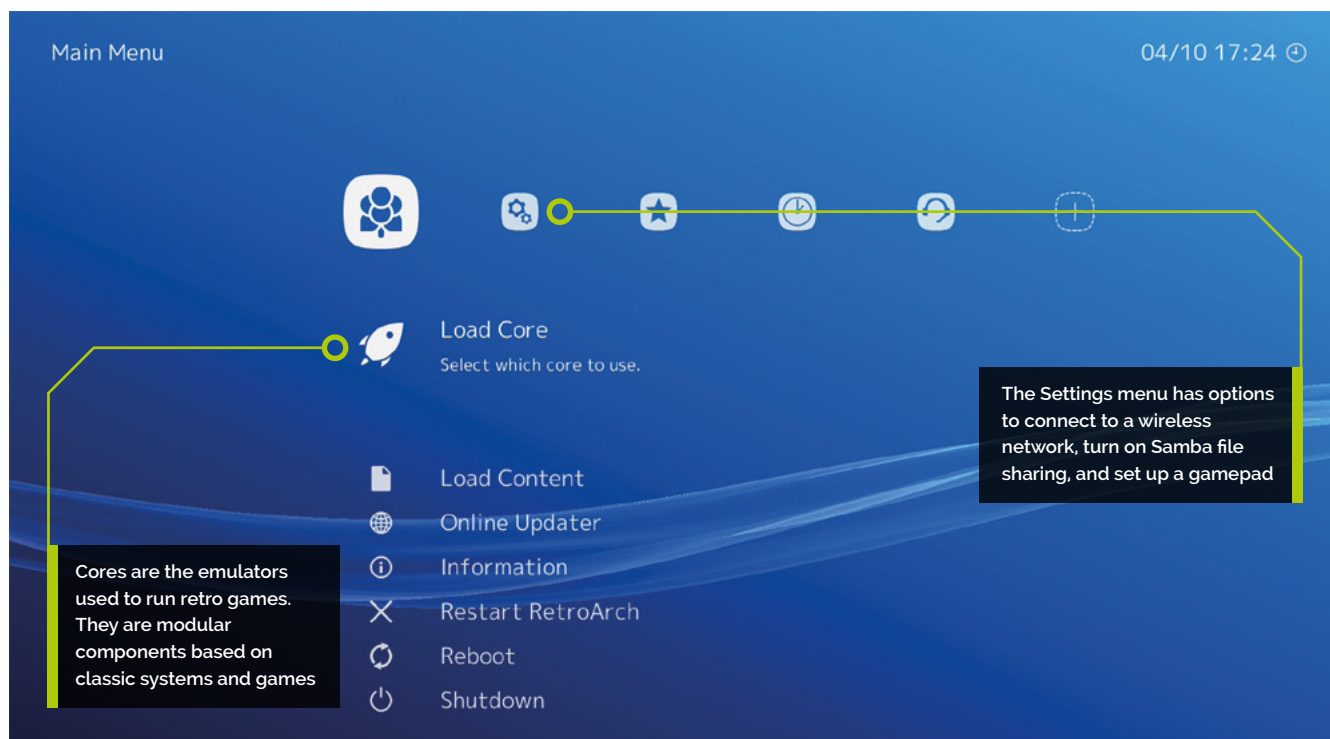 Main Menu
04/10 17:24
Load Core
Select which core to use.
The Settings menu has options
to connect to a wireless
network, turn on Samba file
sharing, and set up a gamepad
Load Content
Online Updater
Information
Restart RetroArch
Reboot
Shutdown
Cores are the emulators
used to run retro games.
They are modular
components based on
classic systems and games